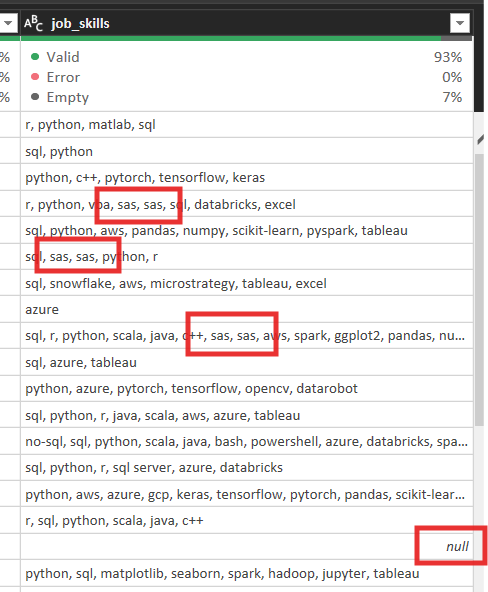 ABC job_skills
% Valid 93%
% Error 0%
% Empty 7%
r, python, matlab, sql
sql, python
python, c++, pytorch, tensorflow, keras
r, python, vba, sas, sas, sql, databricks, excel
sql, python, aws, pandas, numpy, scikit-learn, pyspark, tableau
sql, sas, sas, python, r
sql, snowflake, aws, microstrategy, tableau, excel
azure
sql, r, python, scala, java, c++, sas, sas, aws, spark, ggplot2, pandas, nu...
sql, azure, tableau
python, azure, pytorch, tensorflow, opencv, datarobot
sql, python, r, java, scala, aws, azure, tableau
no-sql, sql, python, scala, java, bash, powershell, azure, databricks, spa...
sql, python, r, sql server, azure, databricks
python, aws, azure, gcp, keras, tensorflow, pytorch, pandas, scikit-lear...
r, sql, python, scala, java, c++
null
python, sql, matplotlib, seaborn, spark, hadoop, jupyter, tableau